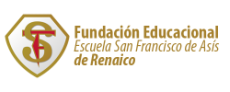 Fundación Educacional
Escuela San Francisco de Asís
de Renaico